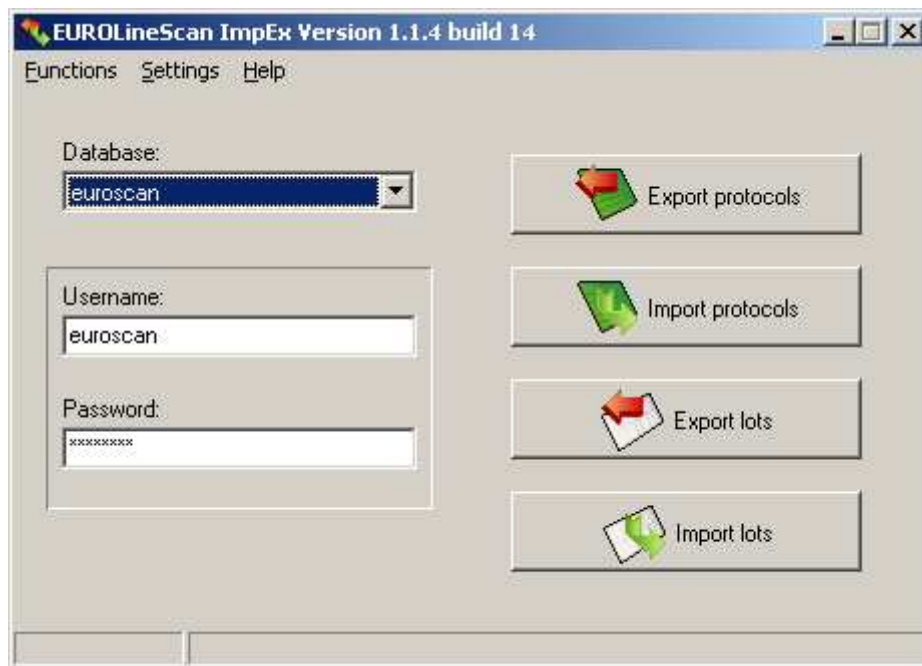 EUROLineScan ImpEx Version 1.1.4 build 14
Functions Settings Help
Database:
euroscan
Username:
euroscan
Password:
××××××××
Export protocols
Import protocols
Export lots
Import lots